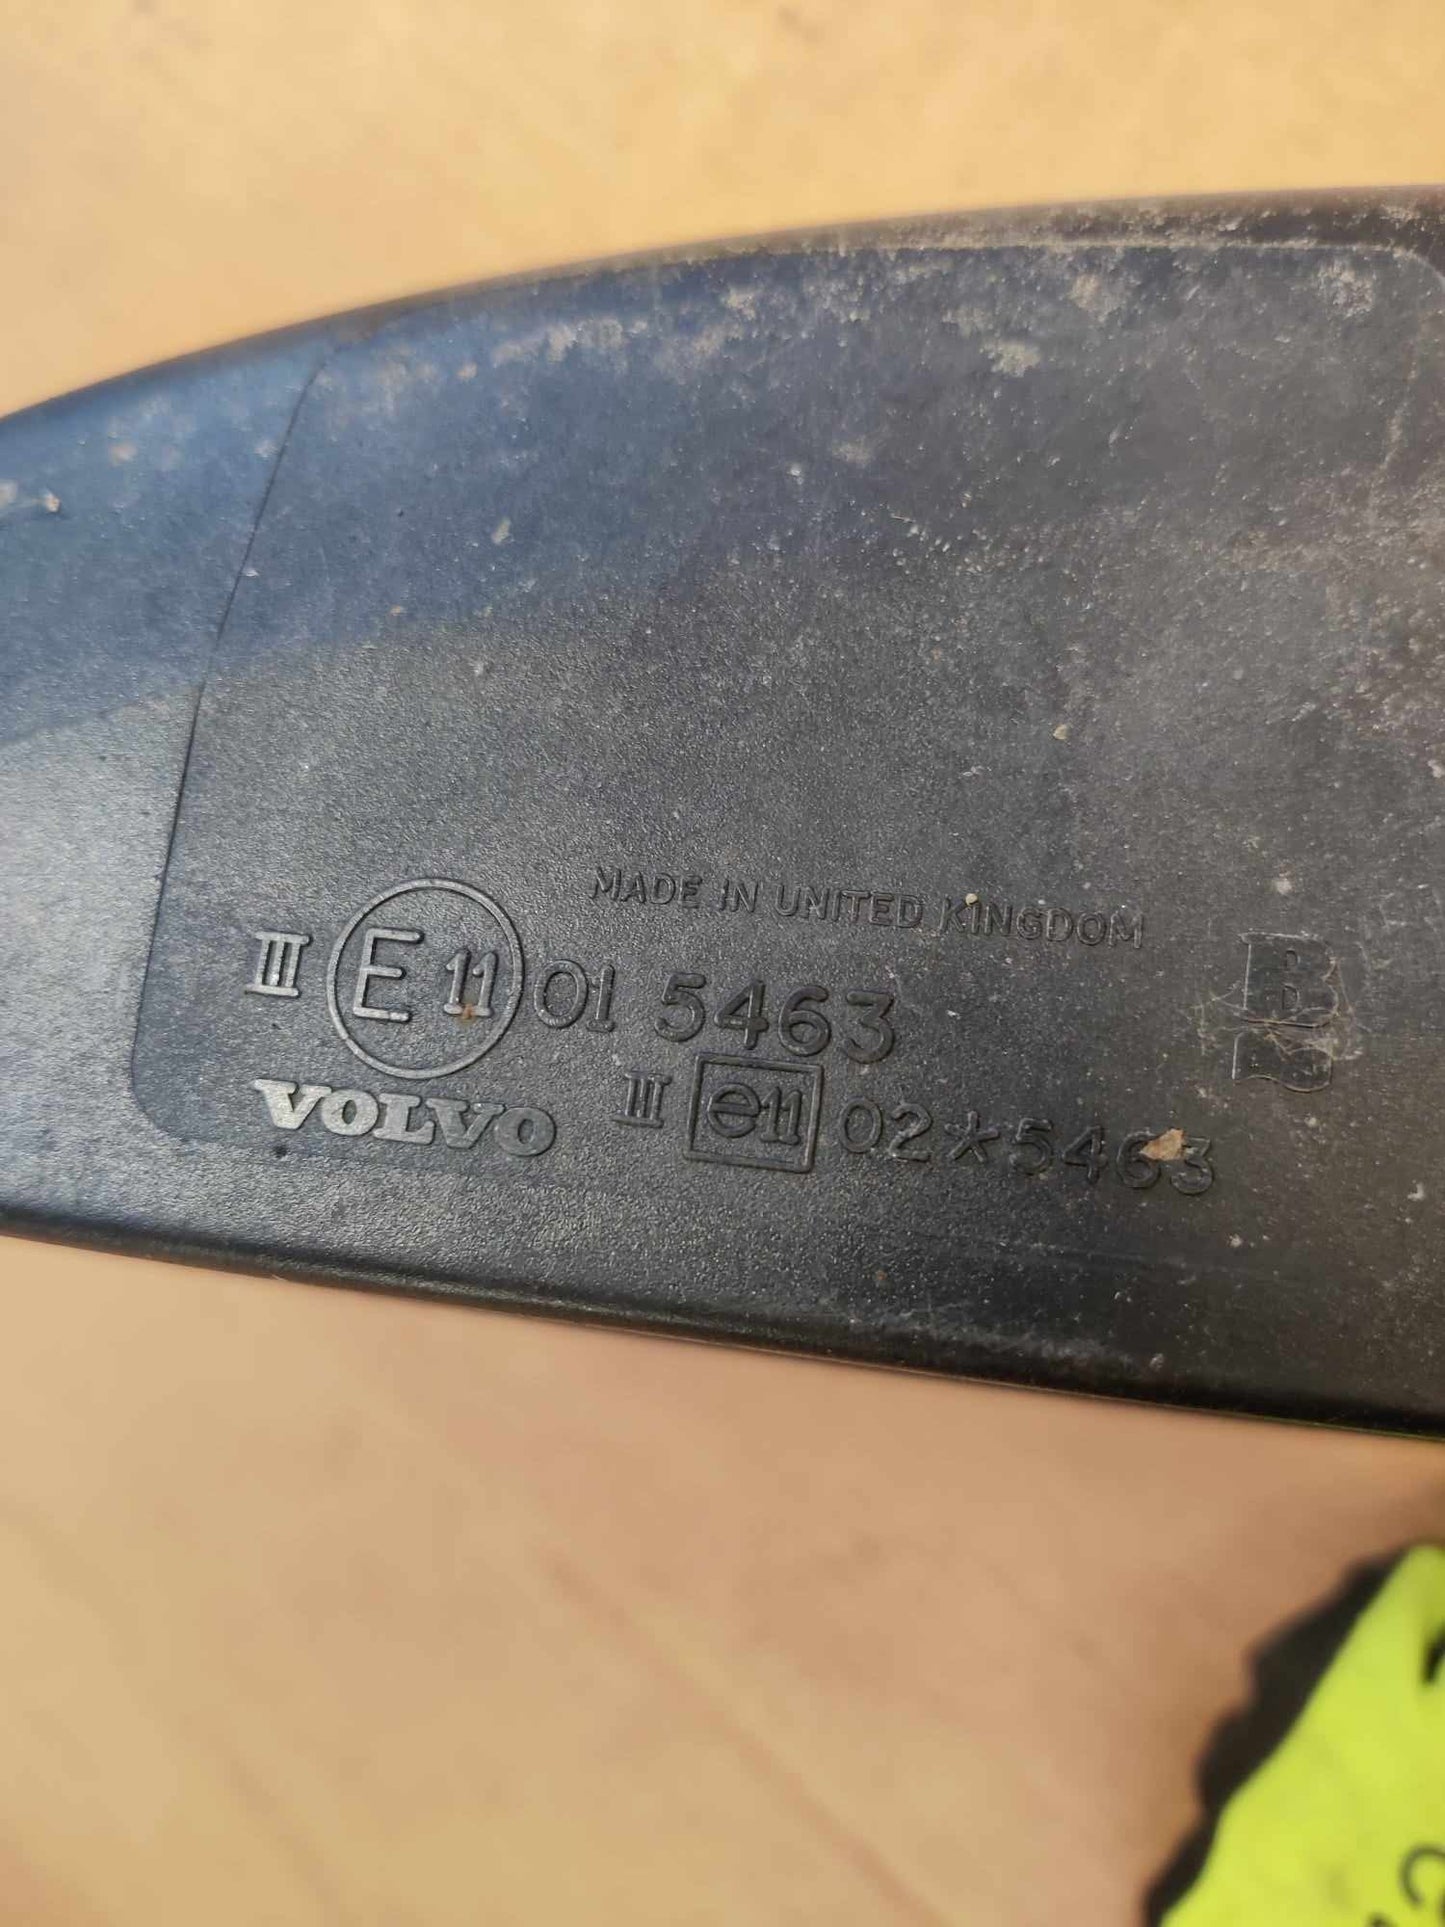 MADE IN UNITED KINGDOM
III E 11 01 5463
VOLVO
III e11 02*5463
B